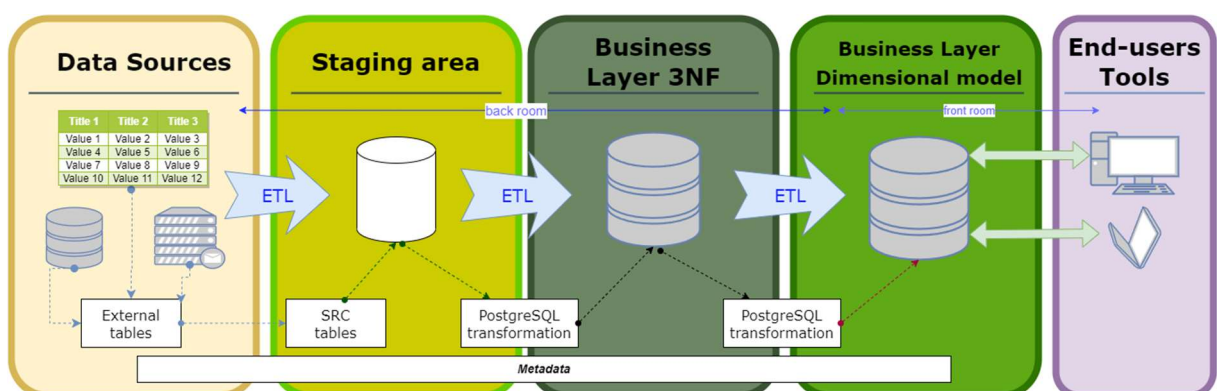 Data Sources
Staging area
Business
Layer 3NF
Business Layer
Dimensional model
End-users
Tools
back room
front room
Title 1 Title 2 Title 3
Value 1 Value 2 Value 3
Value 4 Value 5 Value 6
Value 7 Value 8 Value 9
Value 10 Value 11 Value 12
ETL
ETL
ETL
External
tables
SRC
tables
PostgreSQL
transformation
PostgreSQL
transformation
Metadata